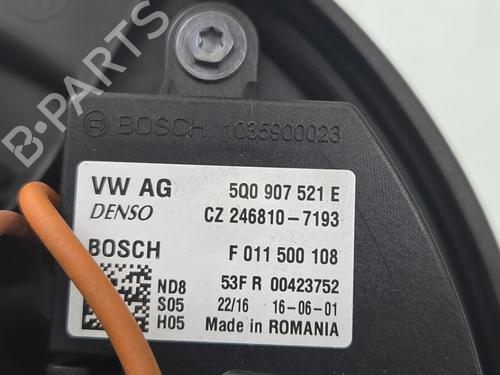 BOSCH 1035900023
VW AG 5Q0 907 521 E
DENSO CZ 246810-7193
BOSCH F 011 500 108
ND8 53F R 00423752
S05 22/16 16-06-01
H05 Made in ROMANIA
B-PARTS